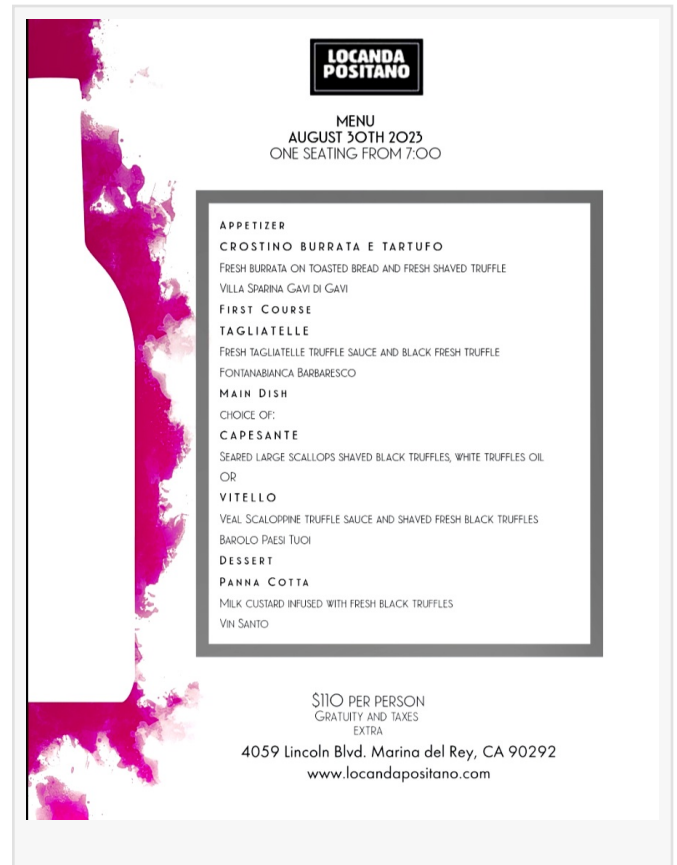 LOCANDA
POSITANO
MENU
AUGUST 30TH 2023
ONE SEATING FROM 7:00
APPETIZER
CROSTINO BURRATA E TARTUFO
FRESH BURRATA ON TOASTED BREAD AND FRESH SHAVED TRUFFLE
VILLA SPARINA GAVI DI GAVI
FIRST COURSE
TAGLIATELLE
FRESH TAGLIATELLE TRUFFLE SAUCE AND BLACK FRESH TRUFFLE
FONTANABIANCA BARBARESCO
MAIN DISH
CHOICE OF:
CAPESANTE
SEARED LARGE SCALLOPS SHAVED BLACK TRUFFLES, WHITE TRUFFLES OIL
OR
VITELLO
VEAL SCALOPPINE TRUFFLE SAUCE AND SHAVED FRESH BLACK TRUFFLES
BAROLO PAESI TUOI
DESSERT
PANNA COTTA
MILK CUSTARD INFUSED WITH FRESH BLACK TRUFFLES
VIN SANTO
$110 PER PERSON
GRATUITY AND TAXES
EXTRA
4059 Lincoln Blvd. Marina del Rey, CA 90292
www.locandapositano.com